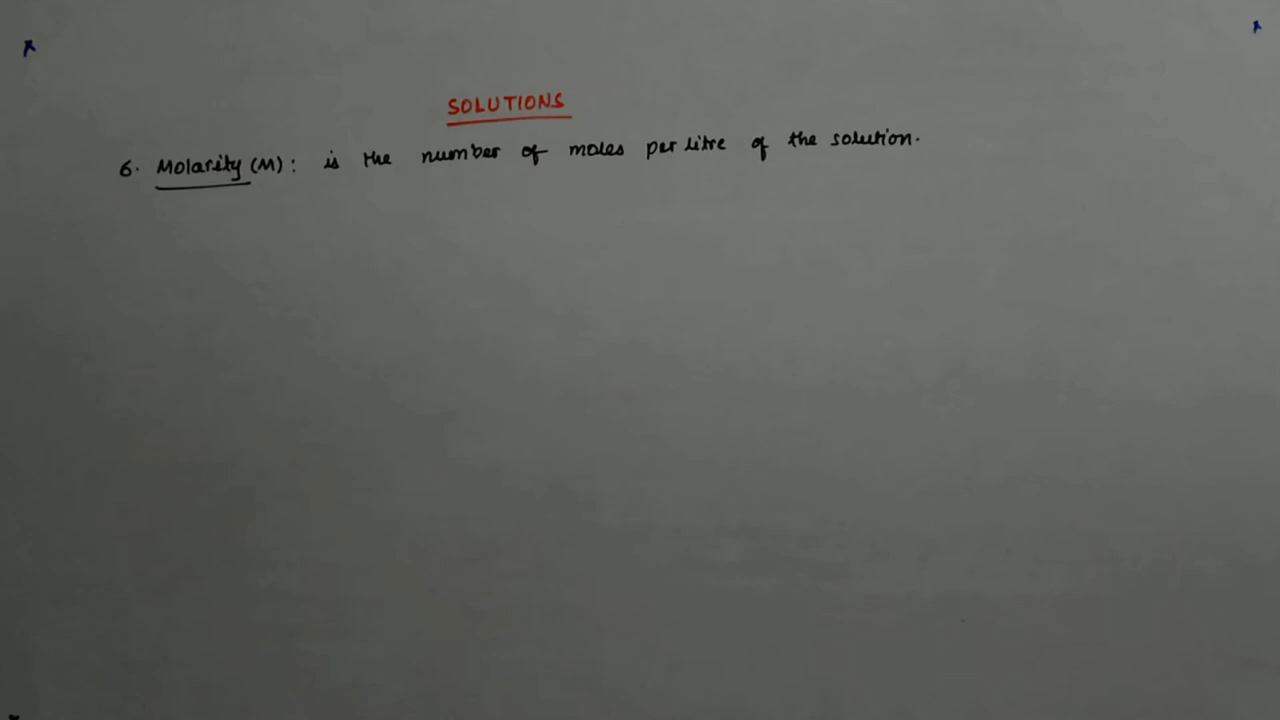 SOLUTIONS
6. Molarity (M) : is the number of moles per litre of the solution.